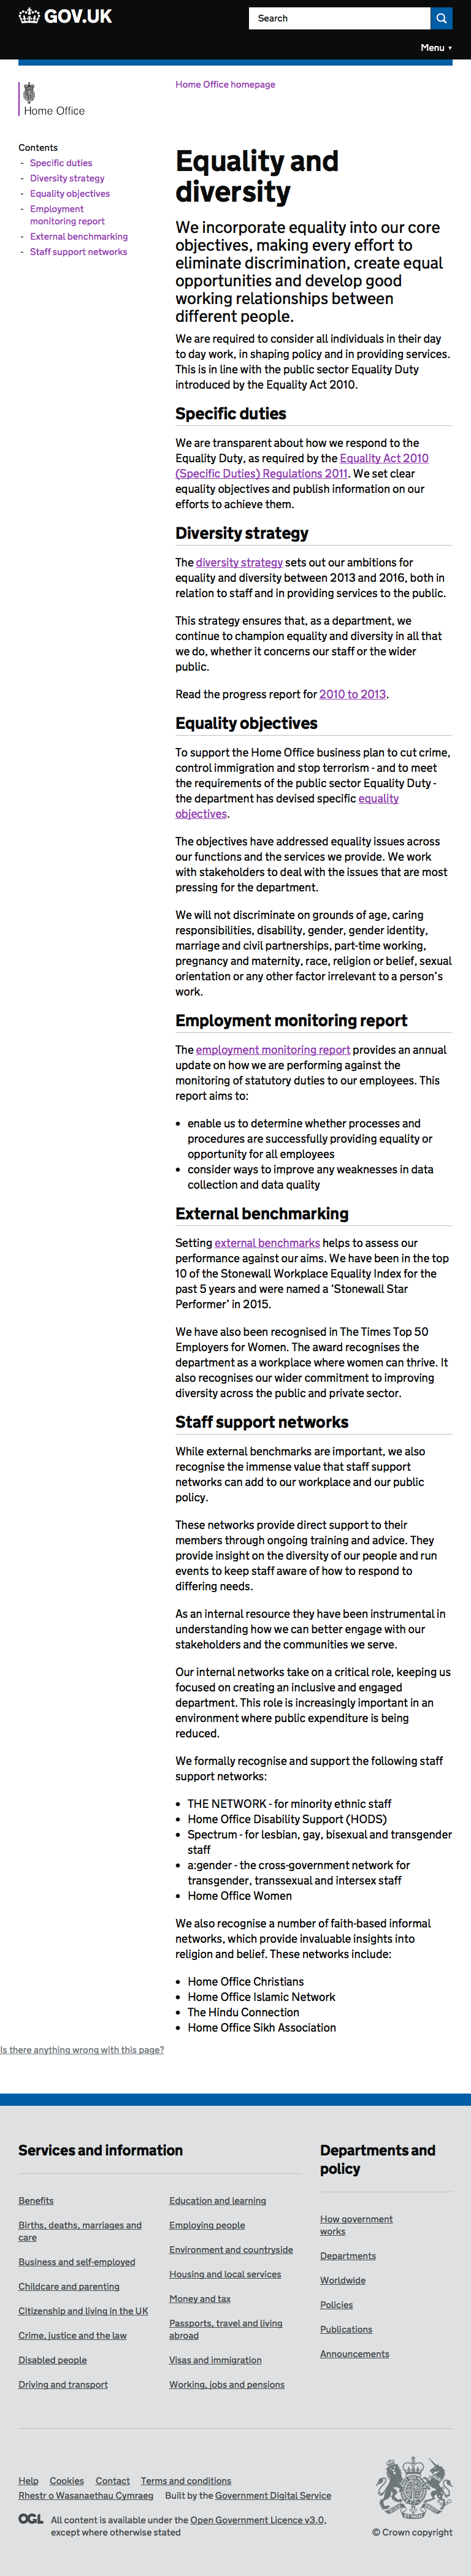 GOV.UK
Search
Menu
Home Office
Home Office homepage
Contents
- Specific duties
- Diversity strategy
- Equality objectives
- Employment
monitoring report
- External benchmarking
- Staff support networks
Equality and
diversity
We incorporate equality into our core
objectives, making every effort to
eliminate discrimination, create equal
opportunities and develop good
working relationships between
different people.
We are required to consider all individuals in their day
to day work, in shaping policy and in providing services.
This is in line with the public sector Equality Duty
introduced by the Equality Act 2010.
Specific duties
We are transparent about how we respond to the
Equality Duty, as required by the Equality Act 2010
(Specific Duties) Regulations 2011. We set clear
equality objectives and publish information on our
efforts to achieve them.
Diversity strategy
The diversity strategy sets out our ambitions for
equality and diversity between 2013 and 2016, both in
relation to staff and in providing services to the public.
This strategy ensures that, as a department, we
continue to champion equality and diversity in all that
we do, whether it concerns our staff or the wider
public.
Read the progress report for 2010 to 2013.
Equality objectives
To support the Home Office business plan to cut crime,
control immigration and stop terrorism - and to meet
the requirements of the public sector Equality Duty -
the department has devised specific equality
objectives.
The objectives have addressed equality issues across
our functions and the services we provide. We work
with stakeholders to deal with the issues that are most
pressing for the department.
We will not discriminate on grounds of age, caring
responsibilities, disability, gender, gender identity,
marriage and civil partnerships, part-time working,
pregnancy and maternity, race, religion or belief, sexual
orientation or any other factor irrelevant to a person's
work.
Employment monitoring report
The employment monitoring report provides an annual
update on how we are performing against the
monitoring of statutory duties to our employees. This
report aims to:
• enable us to determine whether processes and
procedures are successfully providing equality or
opportunity for all employees
• consider ways to improve any weaknesses in data
collection and data quality
External benchmarking
Setting external benchmarks helps to assess our
performance against our aims. We have been in the top
10 of the Stonewall Workplace Equality Index for the
past 5 years and were named a ‘Stonewall Star
Performer’ in 2015.
We have also been recognised in The Times Top 50
Employers for Women. The award recognises the
department as a workplace where women can thrive. It
also recognises our wider commitment to improving
diversity across the public and private sector.
Staff support networks
While external benchmarks are important, we also
recognise the immense value that staff support
networks can add to our workplace and our public
policy.
These networks provide direct support to their
members through ongoing training and advice. They
provide insight on the diversity of our people and run
events to keep staff aware of how to respond to
differing needs.
As an internal resource they have been instrumental in
understanding how we can better engage with our
stakeholders and the communities we serve.
Our internal networks take on a critical role, keeping us
focused on creating an inclusive and engaged
department. This role is increasingly important in an
environment where public expenditure is being
reduced.
We formally recognise and support the following staff
support networks:
• THE NETWORK - for minority ethnic staff
• Home Office Disability Support (HODS)
• Spectrum - for lesbian, gay, bisexual and transgender
staff
• a:gender - the cross-government network for
transgender, transsexual and intersex staff
• Home Office Women
We also recognise a number of faith-based informal
networks, which provide invaluable insights into
religion and belief. These networks include:
• Home Office Christians
• Home Office Islamic Network
• The Hindu Connection
• Home Office Sikh Association
Is there anything wrong with this page?
Services and information
Benefits
Births, deaths, marriages and
care
Business and self-employed
Childcare and parenting
Citizenship and living in the UK
Crime, justice and the law
Disabled people
Driving and transport
Education and learning
Employing people
Environment and countryside
Housing and local services
Money and tax
Passports, travel and living
abroad
Visas and immigration
Working, jobs and pensions
Departments and
policy
How government
works
Departments
Worldwide
Policies
Publications
Announcements
Help Cookies Contact Terms and conditions
Rhestr o Wasanaethau Cymraeg Built by the Government Digital Service
OGL All content is available under the Open Government Licence v3.0,
except where otherwise stated
© Crown copyright